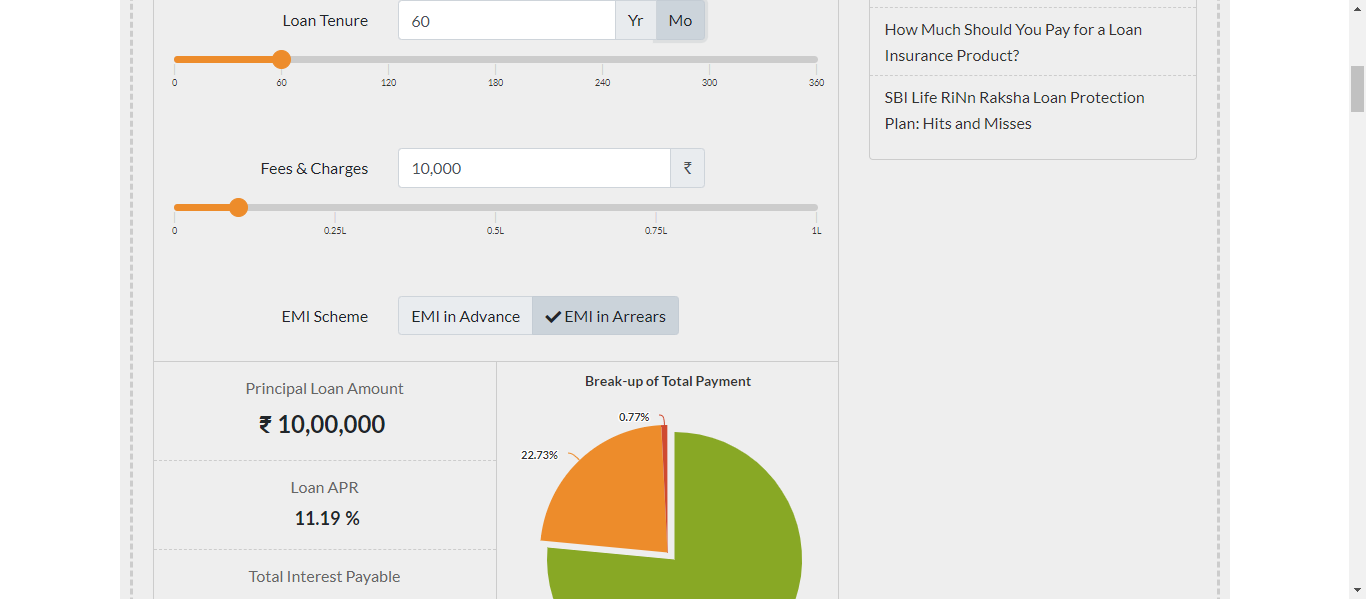 Loan Tenure
60
Yr
Mo
0
60
120
180
240
300
360
Fees & Charges
10,000
₹
0
0.25L
0.5L
0.75L
1L
EMI Scheme
EMI in Advance
EMI in Arrears
Principal Loan Amount
₹ 10,00,000
Loan APR
11.19 %
Total Interest Payable
Break-up of Total Payment
0.77%
22.73%
How Much Should You Pay for a Loan
Insurance Product?
SBI Life RiNn Raksha Loan Protection
Plan: Hits and Misses